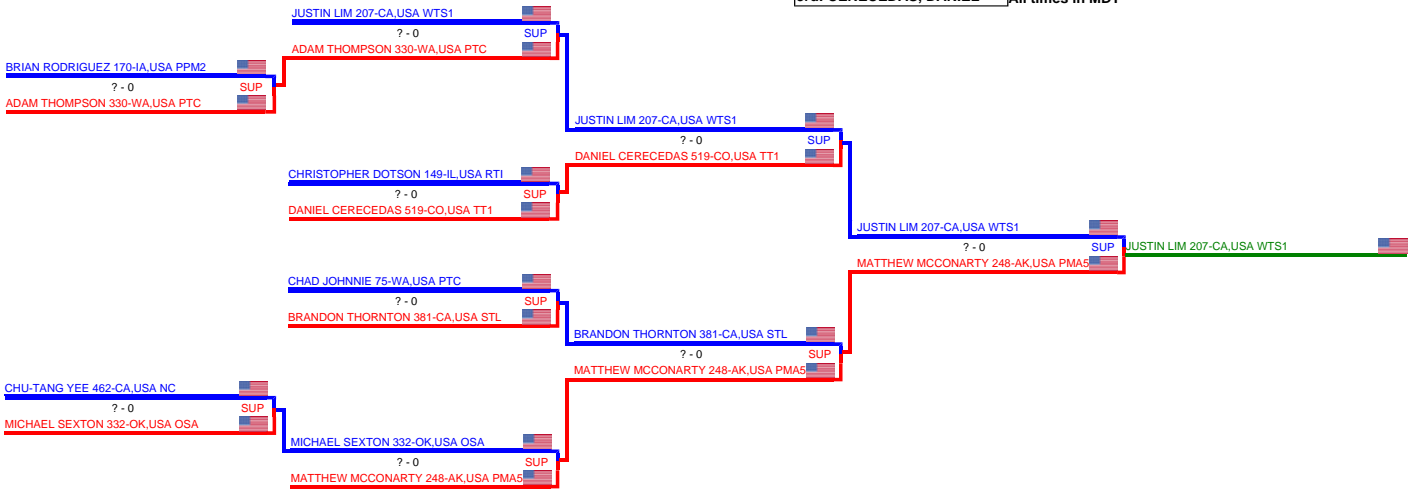 All times in MDT
JUSTIN LIM 207-CA,USA WTS1
? - 0
SUP
ADAM THOMPSON 330-WA,USA PTC
BRIAN RODRIGUEZ 170-IA,USA PPM2
? - 0
SUP
ADAM THOMPSON 330-WA,USA PTC
JUSTIN LIM 207-CA,USA WTS1
? - 0
SUP
DANIEL CERECEDAS 519-CO,USA TT1
CHRISTOPHER DOTSON 149-IL,USA RTI
? - 0
SUP
DANIEL CERECEDAS 519-CO,USA TT1
JUSTIN LIM 207-CA,USA WTS1
? - 0
SUP
JUSTIN LIM 207-CA,USA WTS1
MATTHEW MCCONARTY 248-AK,USA PMA5
CHAD JOHNNIE 75-WA,USA PTC
? - 0
SUP
BRANDON THORNTON 381-CA,USA STL
BRANDON THORNTON 381-CA,USA STL
? - 0
SUP
MATTHEW MCCONARTY 248-AK,USA PMA5
CHU-TANG YEE 462-CA,USA NC
? - 0
SUP
MICHAEL SEXTON 332-OK,USA OSA
MICHAEL SEXTON 332-OK,USA OSA
? - 0
SUP
MATTHEW MCCONARTY 248-AK,USA PMA5